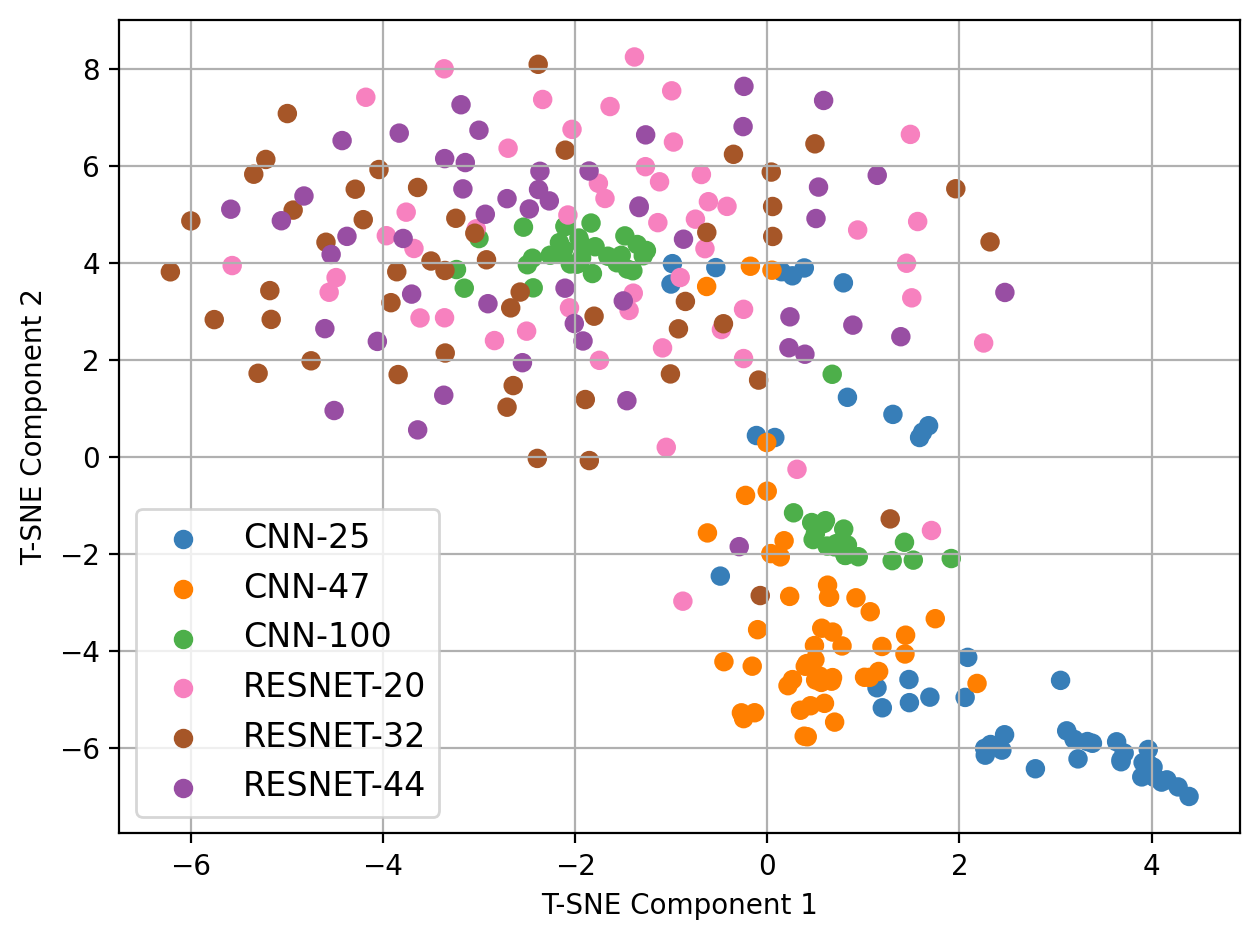 8
6
4
2
0
−2
−4
−6
T-SNE Component 2
CNN-25
CNN-47
CNN-100
RESNET-20
RESNET-32
RESNET-44
−6 −4 −2 0 2 4
T-SNE Component 1